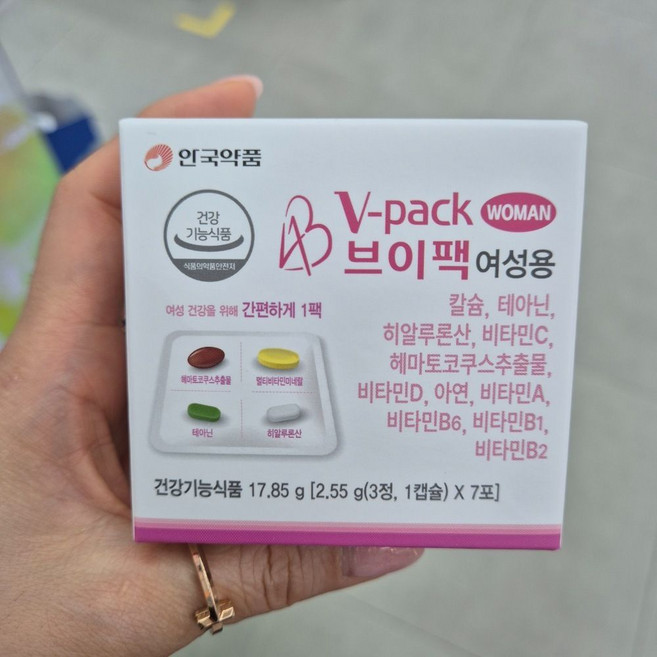 안국약품
건강
기능식품
식품의약품안전처
AB V-pack WOMAN
브이팩 여성용
여성 건강을 위해 간편하게 1팩
헤마토코쿠스추출물
멀티비타민미네랄
테아닌
히알루론산
칼슘, 테아닌,
히알루론산, 비타민C,
헤마토코쿠스추출물,
비타민D, 아연, 비타민A,
비타민B6, 비타민B1,
비타민B2
건강기능식품 17.85 g [2.55 g(3정, 1캡슐) X 7포]